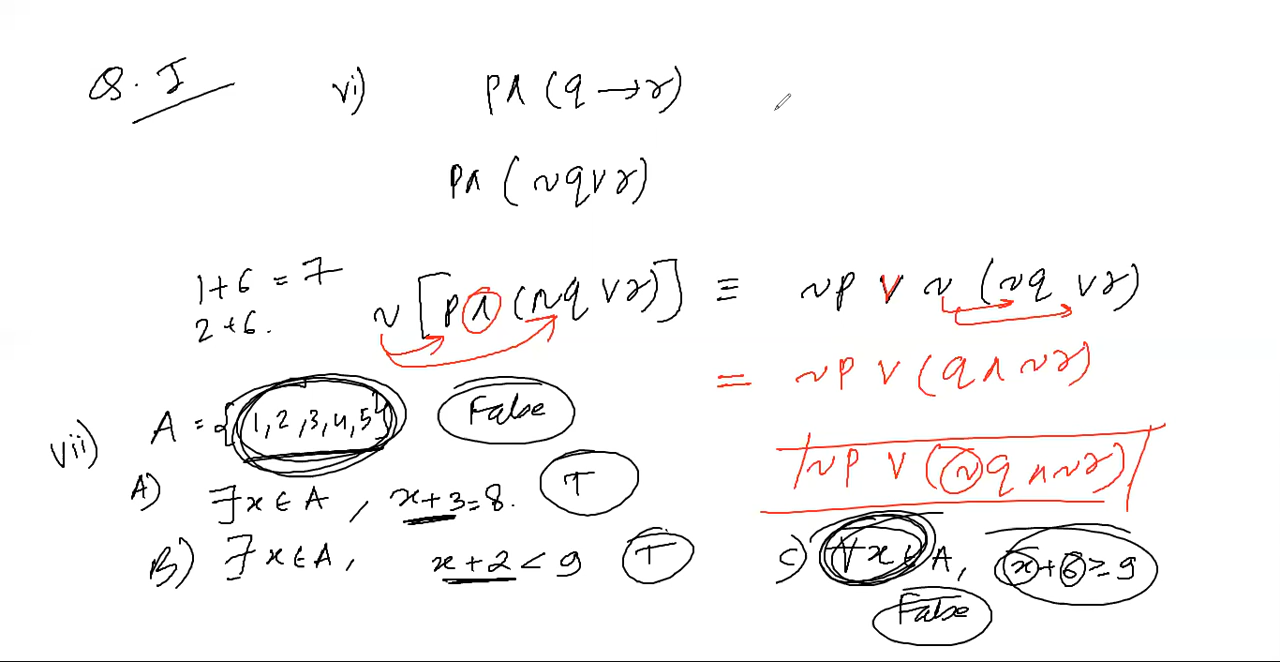 Q. I vi) p∧ (q → r)
p∧ (~q∨r)
1+6 = 7
2+6.
~[p∧(~q∨r)] ≡ ~p ∨ ~(~q ∨r)
= ~p ∨ (q∧~r)
vii) A = {1,2,3,4,5} False
~p ∨ (~q∧~r)
A) ∃x∈A, x+3=8. T
B) ∃x∈A, x+2<9 T
C) ∀x∈A, x+6≥9
False